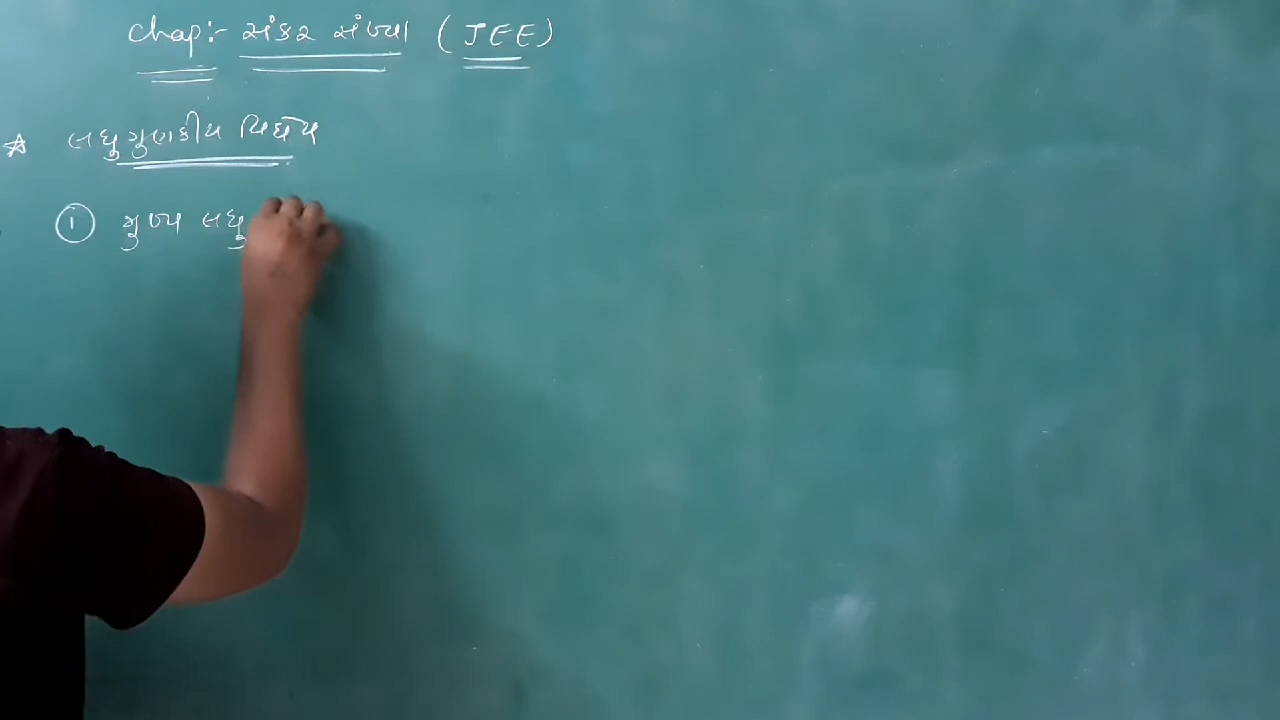 Chap:- સંકર સંખ્યા (JEE)
☆ લઘુગુણકીય વિધેય
① મુખ્ય લઘુ